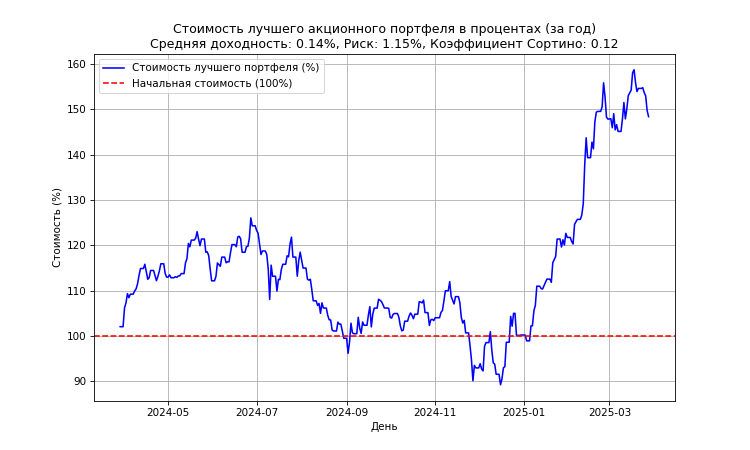 Стоимость лучшего акционного портфеля в процентах (за год)
Средняя доходность: 0.14%, Риск: 1.15%, Коэффициент Сортино: 0.12
Стоимость лучшего портфеля (%)
Начальная стоимость (100%)
Стоимость (%)
160
150
140
130
120
110
100
90
2024-05
2024-07
2024-09
2024-11
2025-01
2025-03
День